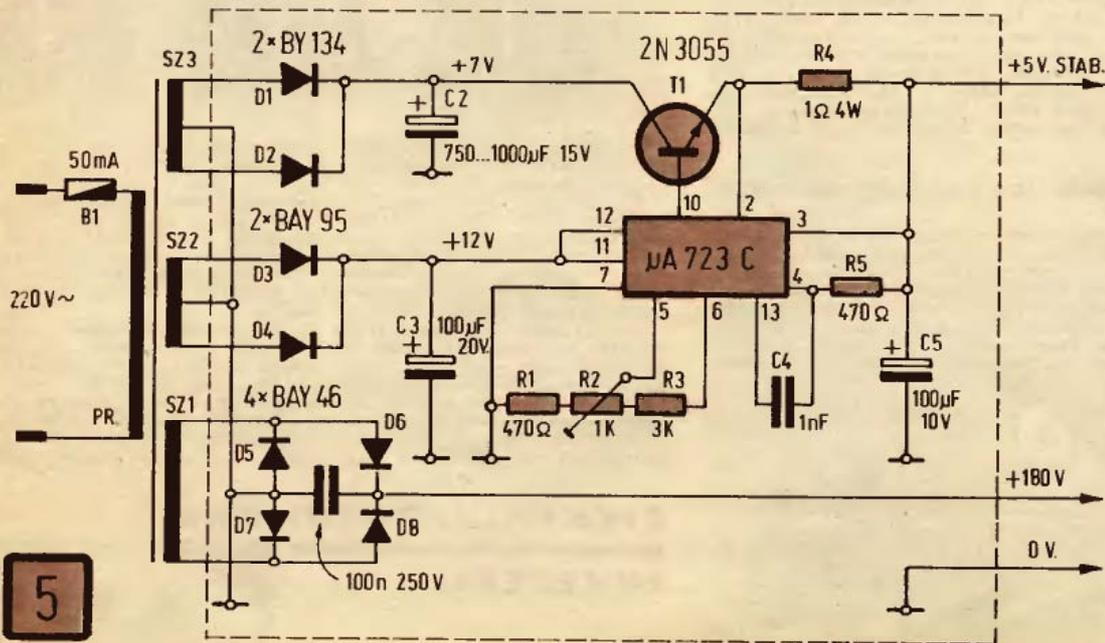 2×BY 134
SZ3
D1
D2
+7V
+
C2
750...1000µF 15V
2N 3055
T1
R4
1Ω 4W
+5V. STAB.
50mA
B1
220V~
PR.
2×BAY 95
SZ2
D3
D4
+12V
C3
+
100µF
20V.
12
11
7
10
2
3
4
5
6
13
µA 723 C
R5
470Ω
R1
470Ω
R2
1K
R3
3K
C4
1nF
+
C5
100µF
10V
4×BAY 46
SZ1
D5
D6
D7
D8
100n 250V
+180V
0V.
5